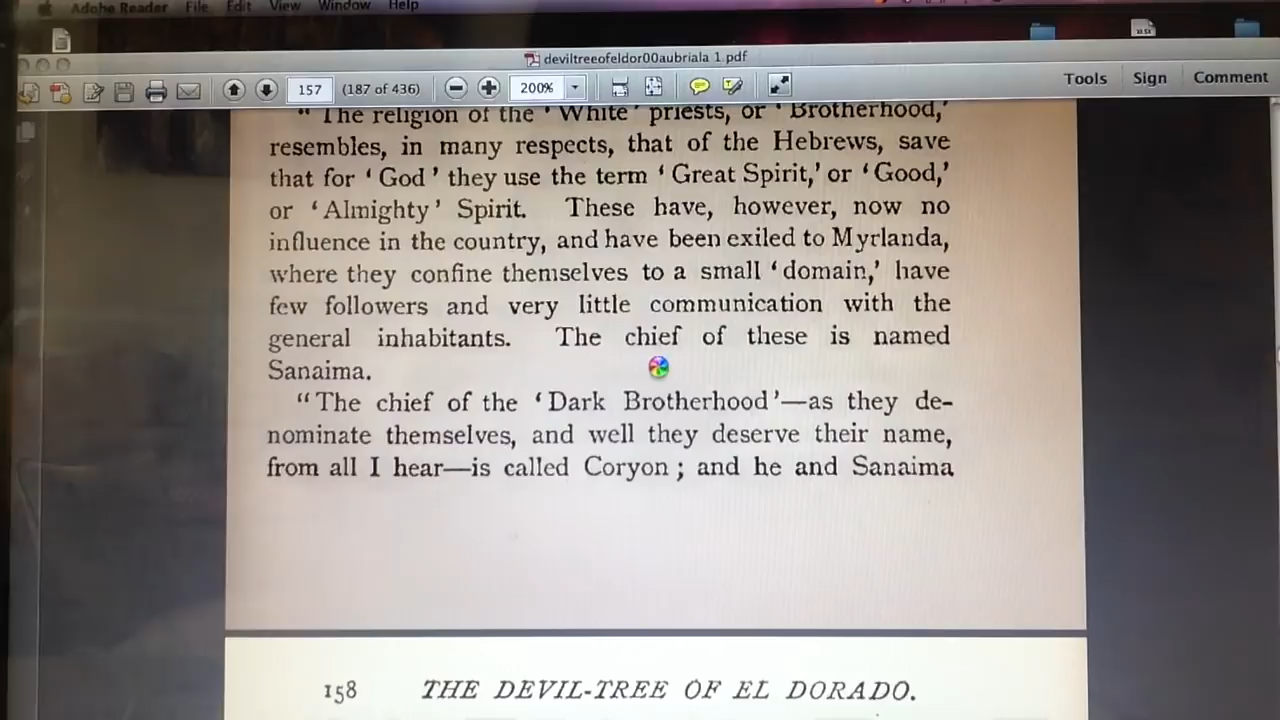 Adobe Reader File Edit View Window Help
deviltreeofeldor00aubriala 1.pdf
157 (187 of 436) 200% Tools Sign Comment
“ The religion of the ‘ White ’ priests, or ‘ Brotherhood,’
resembles, in many respects, that of the Hebrews, save
that for ‘ God ’ they use the term ‘ Great Spirit,’ or ‘ Good,’
or ‘ Almighty ’ Spirit. These have, however, now no
influence in the country, and have been exiled to Myrlanda,
where they confine themselves to a small ‘ domain,’ have
few followers and very little communication with the
general inhabitants. The chief of these is named
Sanaima.
“ The chief of the ‘ Dark Brotherhood ’—as they de-
nominate themselves, and well they deserve their name,
from all I hear—is called Coryon ; and he and Sanaima
158 THE DEVIL-TREE OF EL DORADO.